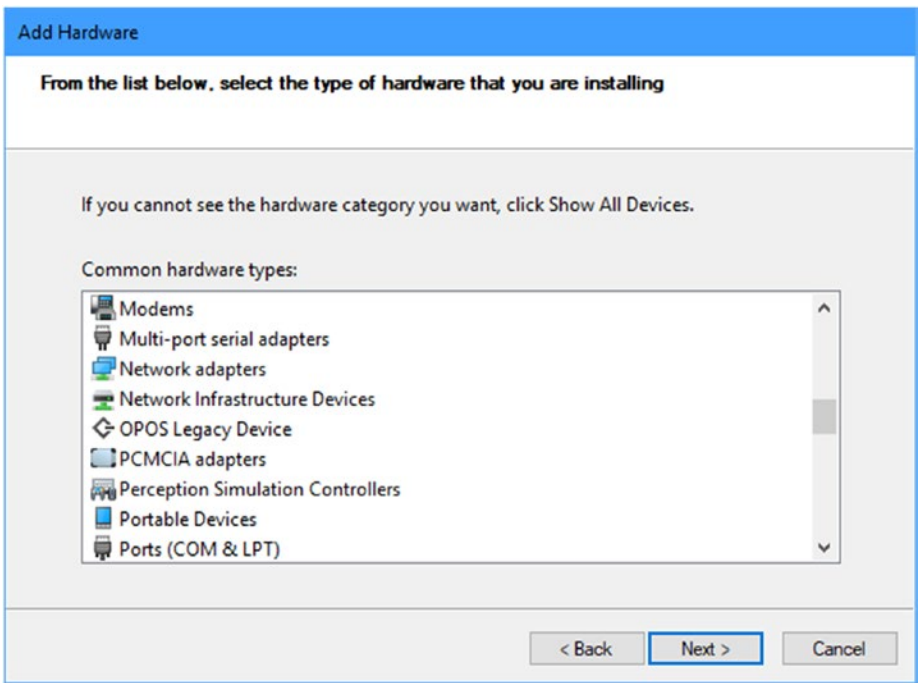 Add Hardware
From the list below, select the type of hardware that you are installing
If you cannot see the hardware category you want, click Show All Devices.
Common hardware types:
Modems
Multi-port serial adapters
Network adapters
Network Infrastructure Devices
OPOS Legacy Device
PCMCIA adapters
Perception Simulation Controllers
Portable Devices
Ports (COM & LPT)
< Back Next > Cancel